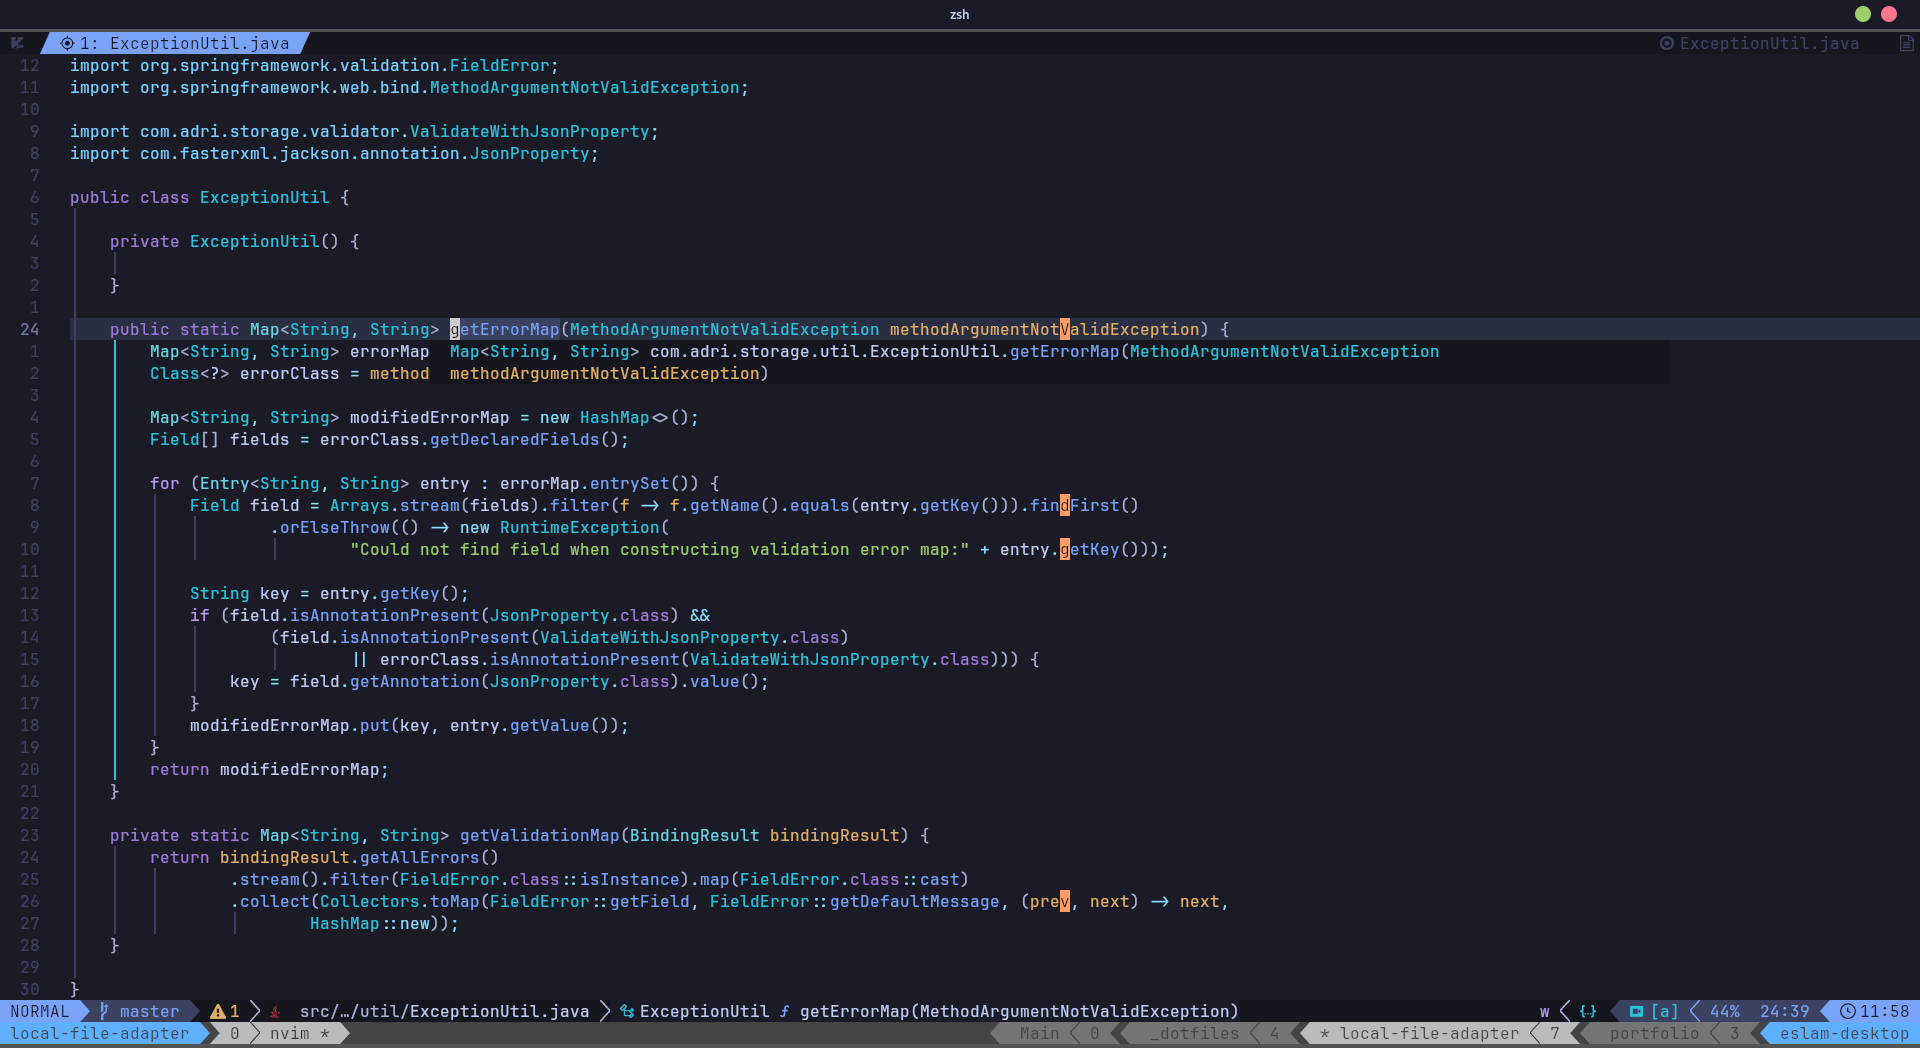 zsh
1: ExceptionUtil.java ExceptionUtil.java
12 import org.springframework.validation.FieldError;
11 import org.springframework.web.bind.MethodArgumentNotValidException;
10
9 import com.adri.storage.validator.ValidateWithJsonProperty;
8 import com.fasterxml.jackson.annotation.JsonProperty;
7
6 public class ExceptionUtil {
5
4 private ExceptionUtil() {
3
2 }
1
24 public static Map<String, String> getErrorMap(MethodArgumentNotValidException methodArgumentNotValidException) {
1 Map<String, String> errorMap Map<String, String> com.adri.storage.util.ExceptionUtil.getErrorMap(MethodArgumentNotValidException
2 Class<?> errorClass = method methodArgumentNotValidException)
3
4 Map<String, String> modifiedErrorMap = new HashMap<>();
5 Field[] fields = errorClass.getDeclaredFields();
6
7 for (Entry<String, String> entry : errorMap.entrySet()) {
8 Field field = Arrays.stream(fields).filter(f -> f.getName().equals(entry.getKey())).findFirst()
9 .orElseThrow(() -> new RuntimeException(
10 "Could not find field when constructing validation error map:" + entry.getKey()));
11
12 String key = entry.getKey();
13 if (field.isAnnotationPresent(JsonProperty.class) &&
14 (field.isAnnotationPresent(ValidateWithJsonProperty.class)
15 || errorClass.isAnnotationPresent(ValidateWithJsonProperty.class))) {
16 key = field.getAnnotation(JsonProperty.class).value();
17 }
18 modifiedErrorMap.put(key, entry.getValue());
19 }
20 return modifiedErrorMap;
21 }
22
23 private static Map<String, String> getValidationMap(BindingResult bindingResult) {
24 return bindingResult.getAllErrors()
25 .stream().filter(FieldError.class::isInstance).map(FieldError.class::cast)
26 .collect(Collectors.toMap(FieldError::getField, FieldError::getDefaultMessage, (prev, next) -> next,
27 HashMap::new));
28 }
29
30 }
NORMAL master 1 src/…/util/ExceptionUtil.java ExceptionUtil f getErrorMap(MethodArgumentNotValidException) w {..} [a] 44% 24:39 11:58
local-file-adapter 0 nvim * Main 0 _dotfiles 4 * local-file-adapter 7 portfolio 3 eslam-desktop